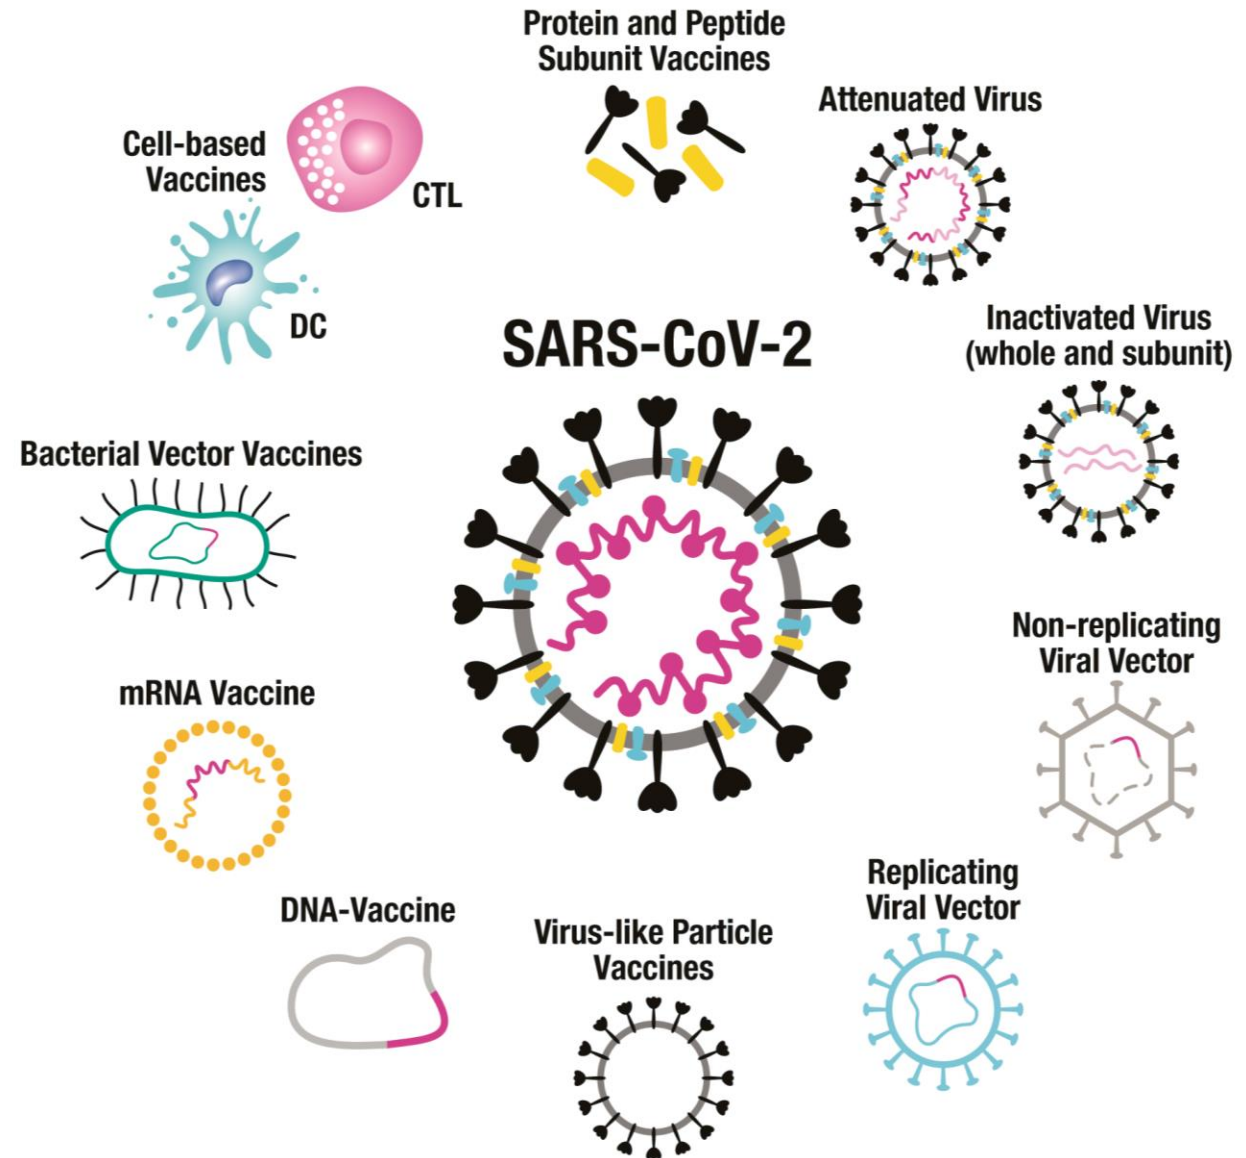 Protein and Peptide
Subunit Vaccines
Attenuated Virus
Cell-based
Vaccines
CTL
DC
SARS-CoV-2
Inactivated Virus
(whole and subunit)
Bacterial Vector Vaccines
Non-replicating
Viral Vector
mRNA Vaccine
Replicating
Viral Vector
DNA-Vaccine
Virus-like Particle
Vaccines